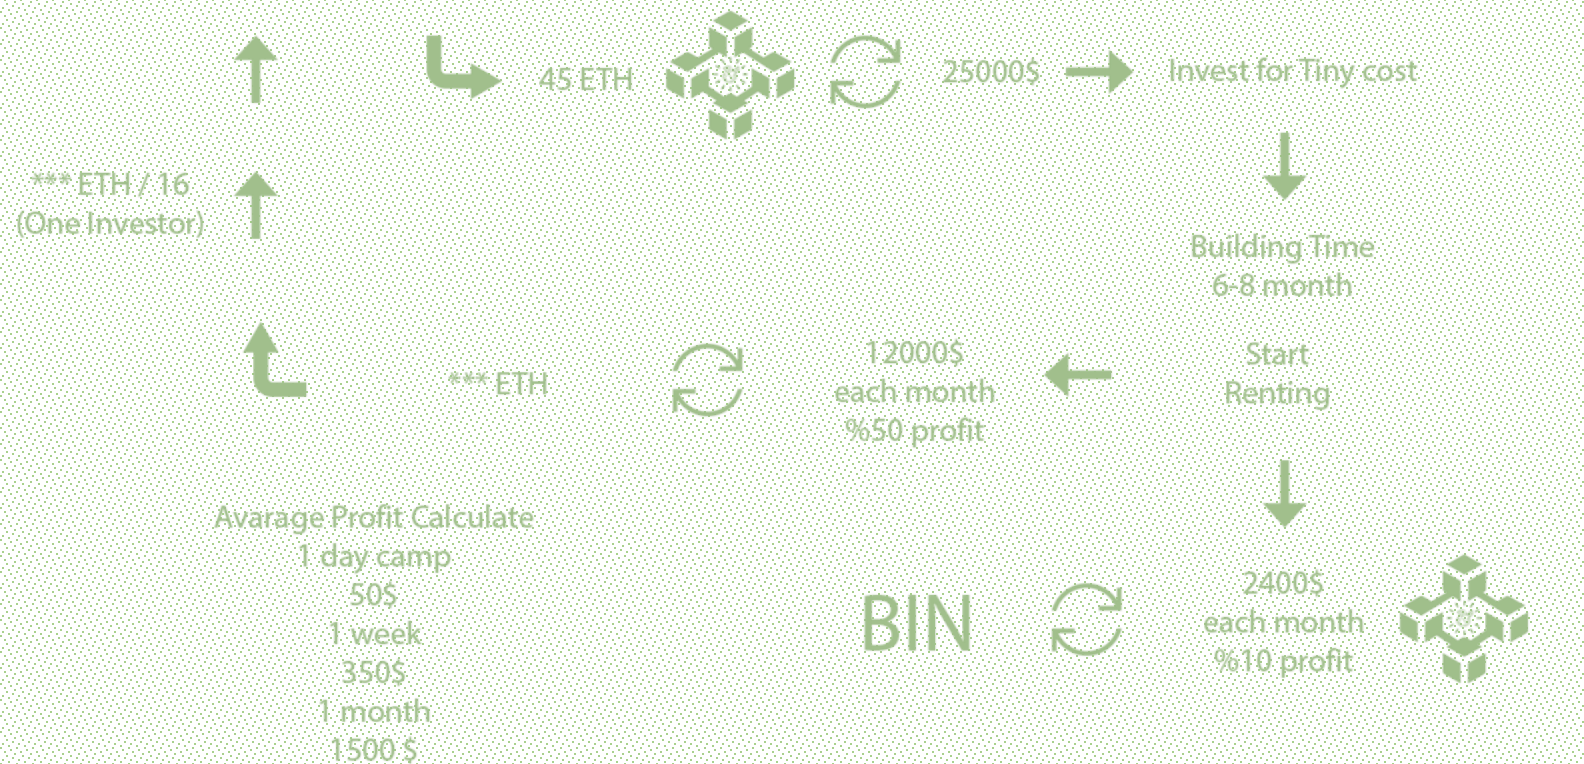 45 ETH
25000$
Invest for Tiny cost
*** ETH / 16
(One Investor)
Building Time
6-8 month
Start
Renting
12000$
each month
%50 profit
*** ETH
Avarage Profit Calculate
1 day camp
50$
1 week
350$
1 month
1500 $
BIN
2400$
each month
%10 profit